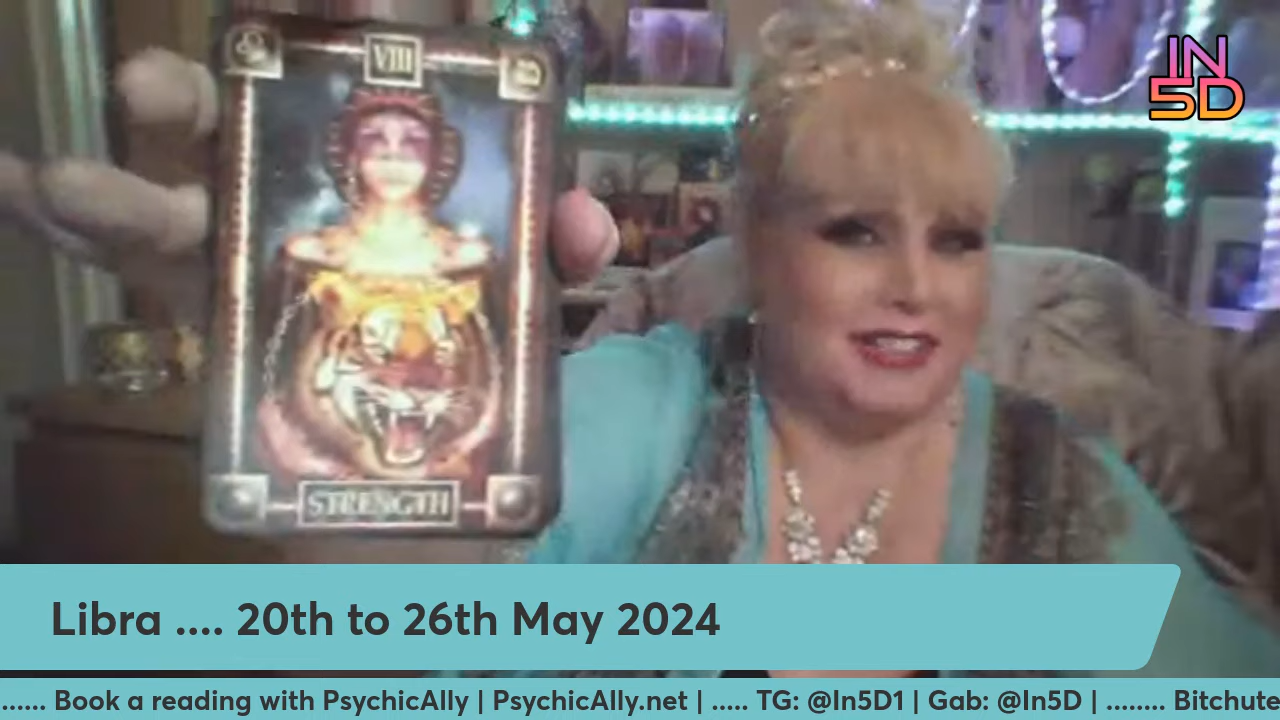 VIII
IN
5D
STRENGTH
Libra .... 20th to 26th May 2024
...... Book a reading with PsychicAlly | PsychicAlly.net | ..... TG: @In5D1 | Gab: @In5D | ........ Bitchute